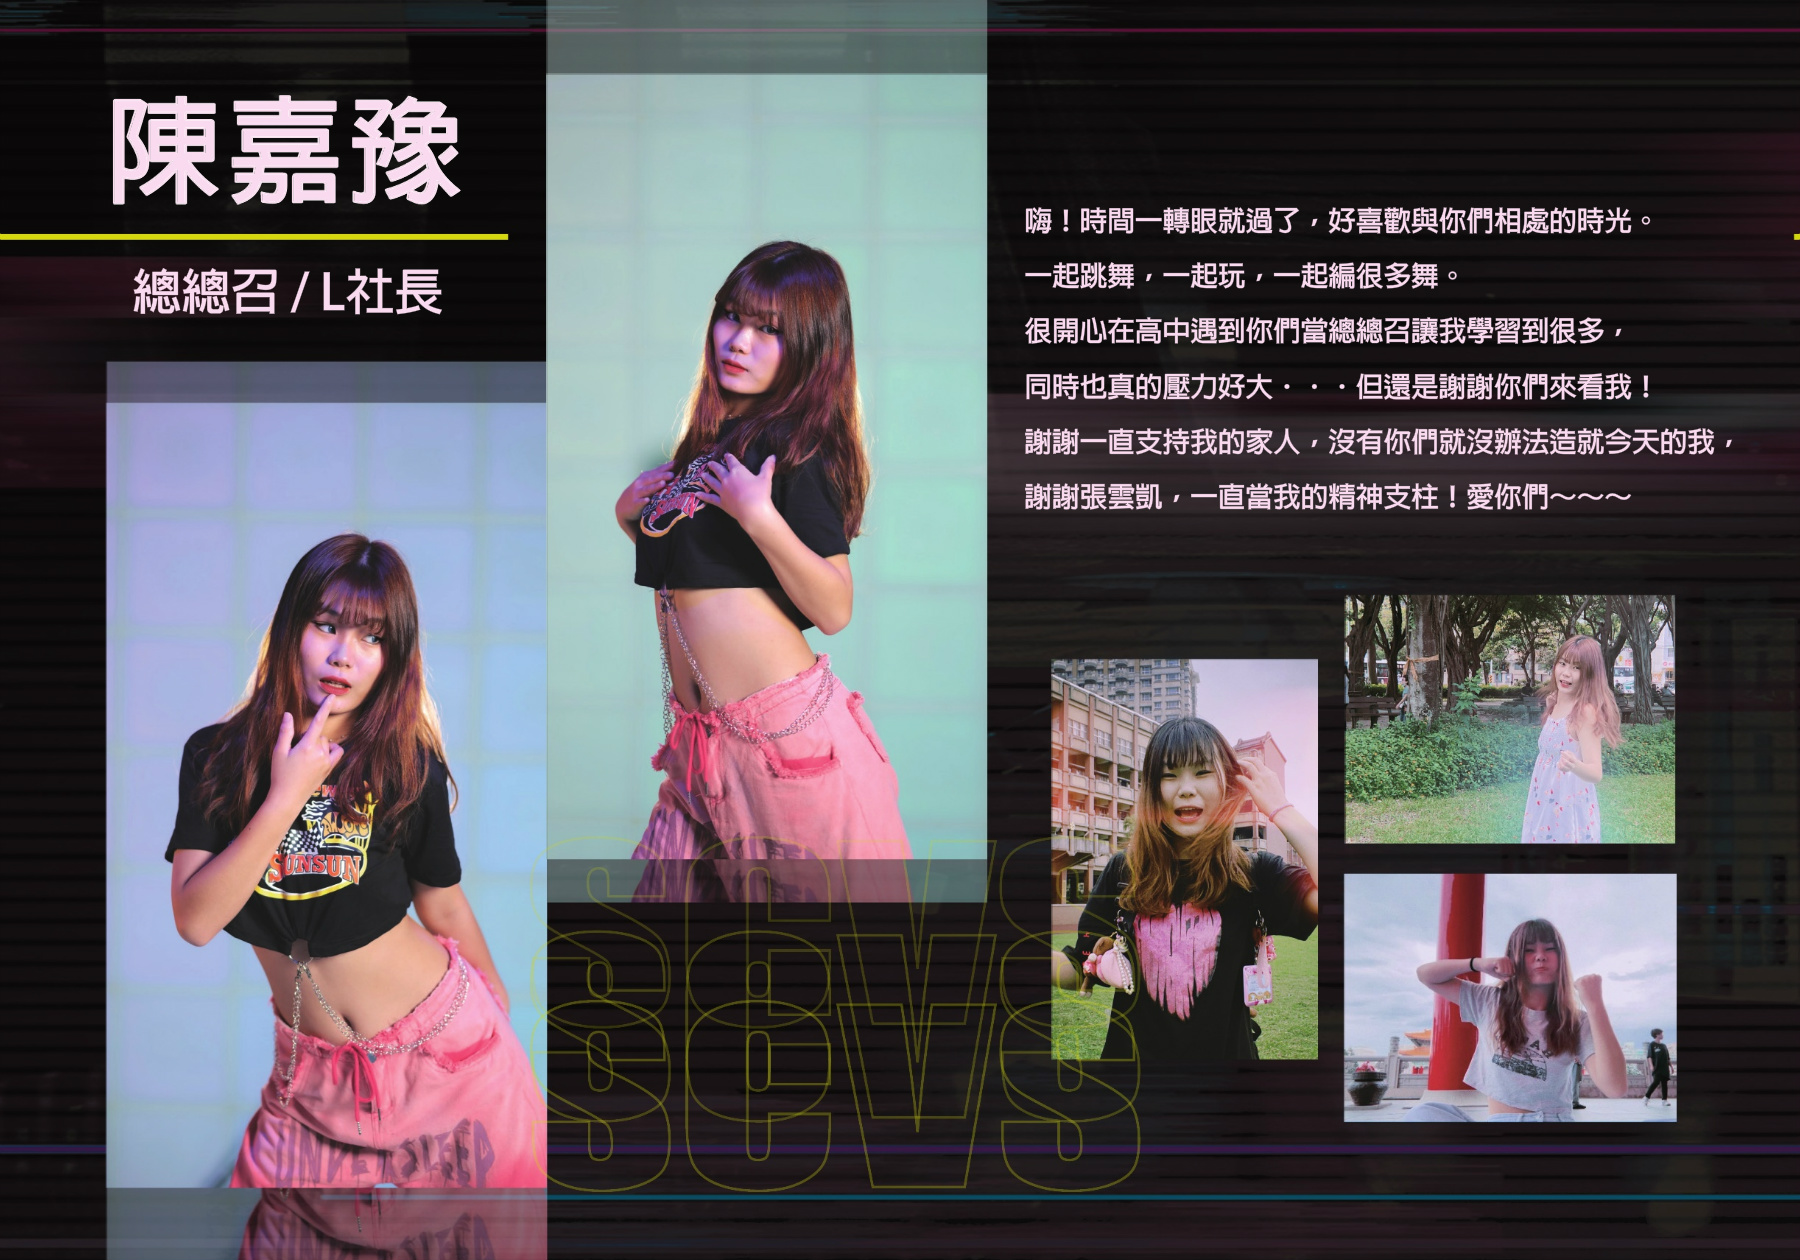 陳嘉豫
總總召 / L社長
嗨！時間一轉眼就過了，好喜歡與你們相處的時光。
一起跳舞，一起玩，一起編很多舞。
很開心在高中遇到你們當總總召讓我學習到很多，
同時也真的壓力好大・・・但還是謝謝你們來看我！
謝謝一直支持我的家人，沒有你們就沒辦法造就今天的我，
謝謝張雲凱，一直當我的精神支柱！愛你們～～～
SUNSUN